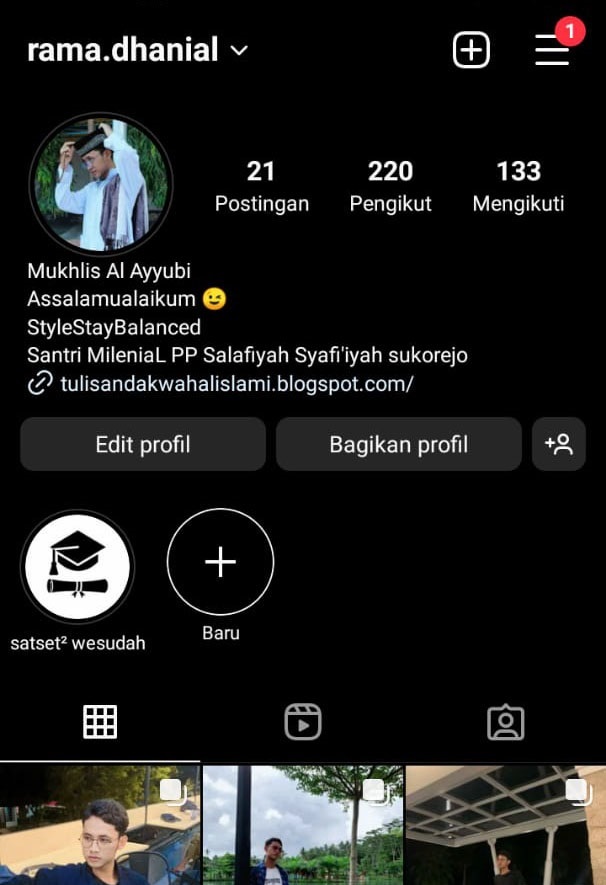 rama.dhanial
1
21 220 133
Postingan Pengikut Mengikuti
Mukhlis Al Ayyubi
Assalamualaikum 😉
StyleStayBalanced
Santri MileniaL PP Salafiyah Syafi'iyah sukorejo
tulisandakwahalislami.blogspot.com/
Edit profil Bagikan profil
satset² wesudah Baru